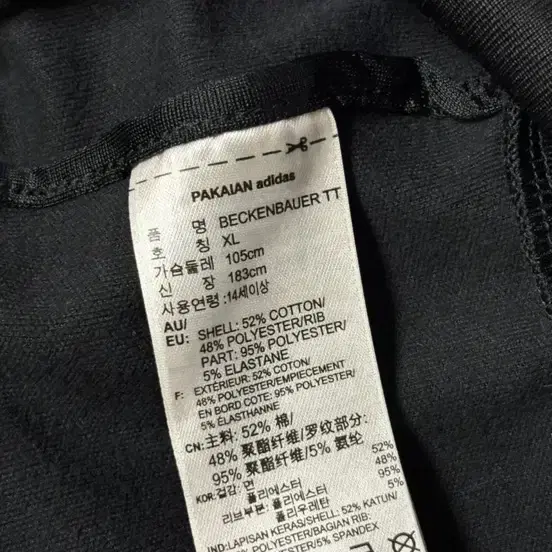 PAKAIAN adidas
품 명 BECKENBAUER TT
호 칭 XL
가슴둘레 105cm
신 장 183cm
사용연령:14세이상
AU/
EU: SHELL: 52% COTTON/
48% POLYESTER/RIB
PART: 95% POLYESTER/
5% ELASTANE
F: EXTÉRIEUR: 52% COTON/
48% POLYESTER/EMPIECEMENT
EN BORD COTE: 95% POLYESTER/
5% ÉLASTHANNE
CN: 主料: 52% 棉/
48% 聚酯纤维/罗纹部分:
95% 聚酯纤维/5% 氨纶
KOR: 겉감: 면 52%
폴리에스터 48%
리브부분: 폴리에스터 95%
폴리우레탄 5%
IND:LAPISAN KERAS/SHELL: 52% KATUN/
POLYESTER/BAGIAN RIB:
POLYESTER/5% SPANDEX